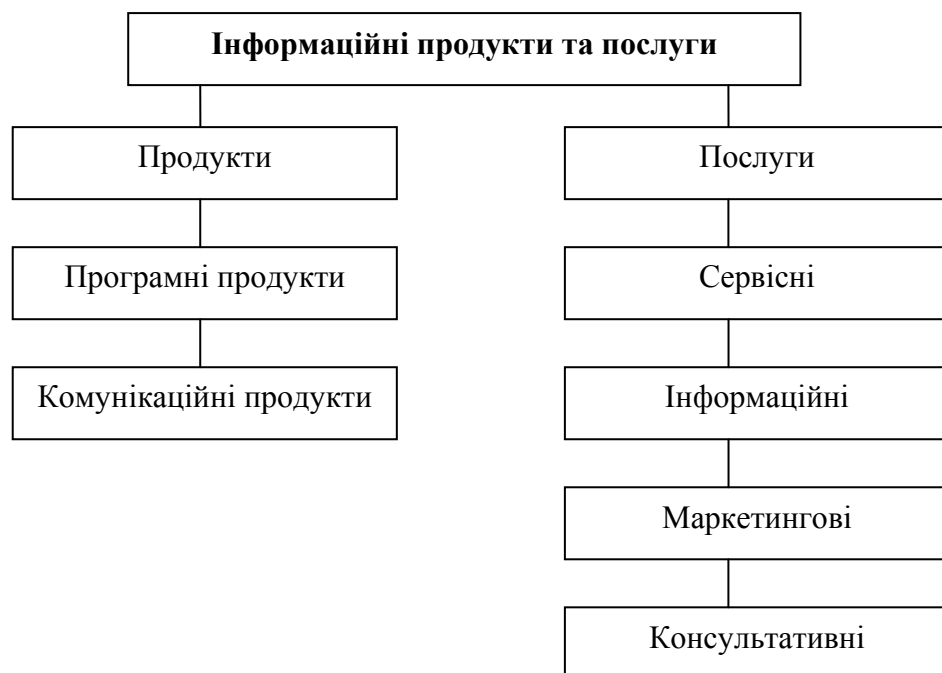 Інформаційні продукти та послуги
Продукти
Послуги
Програмні продукти
Сервісні
Комунікаційні продукти
Інформаційні
Маркетингові
Консультативні